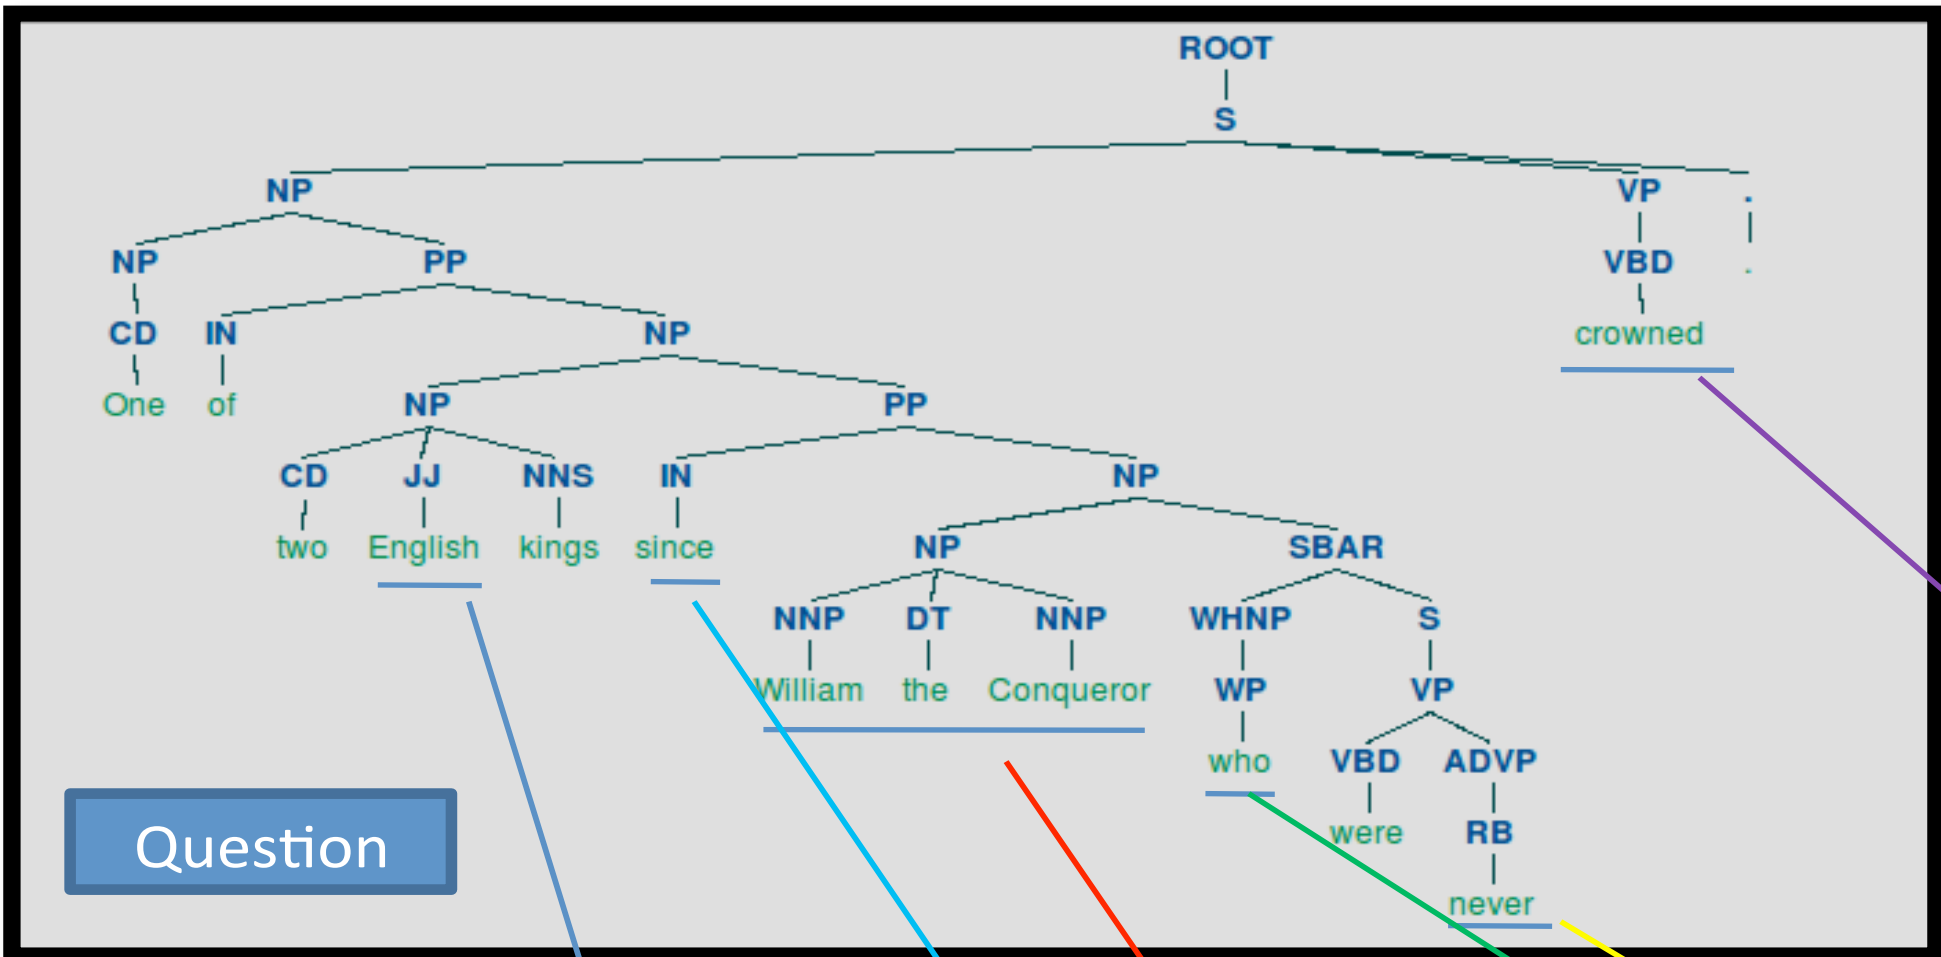 ROOT
S
NP VP .
NP PP VBD .
CD IN NP crowned
One of NP PP
CD JJ NNS IN NP
two English kings since NP SBAR
NNP DT NNP WHNP S
William the Conqueror WP VP
who VBD ADVP
were RB
Question
never